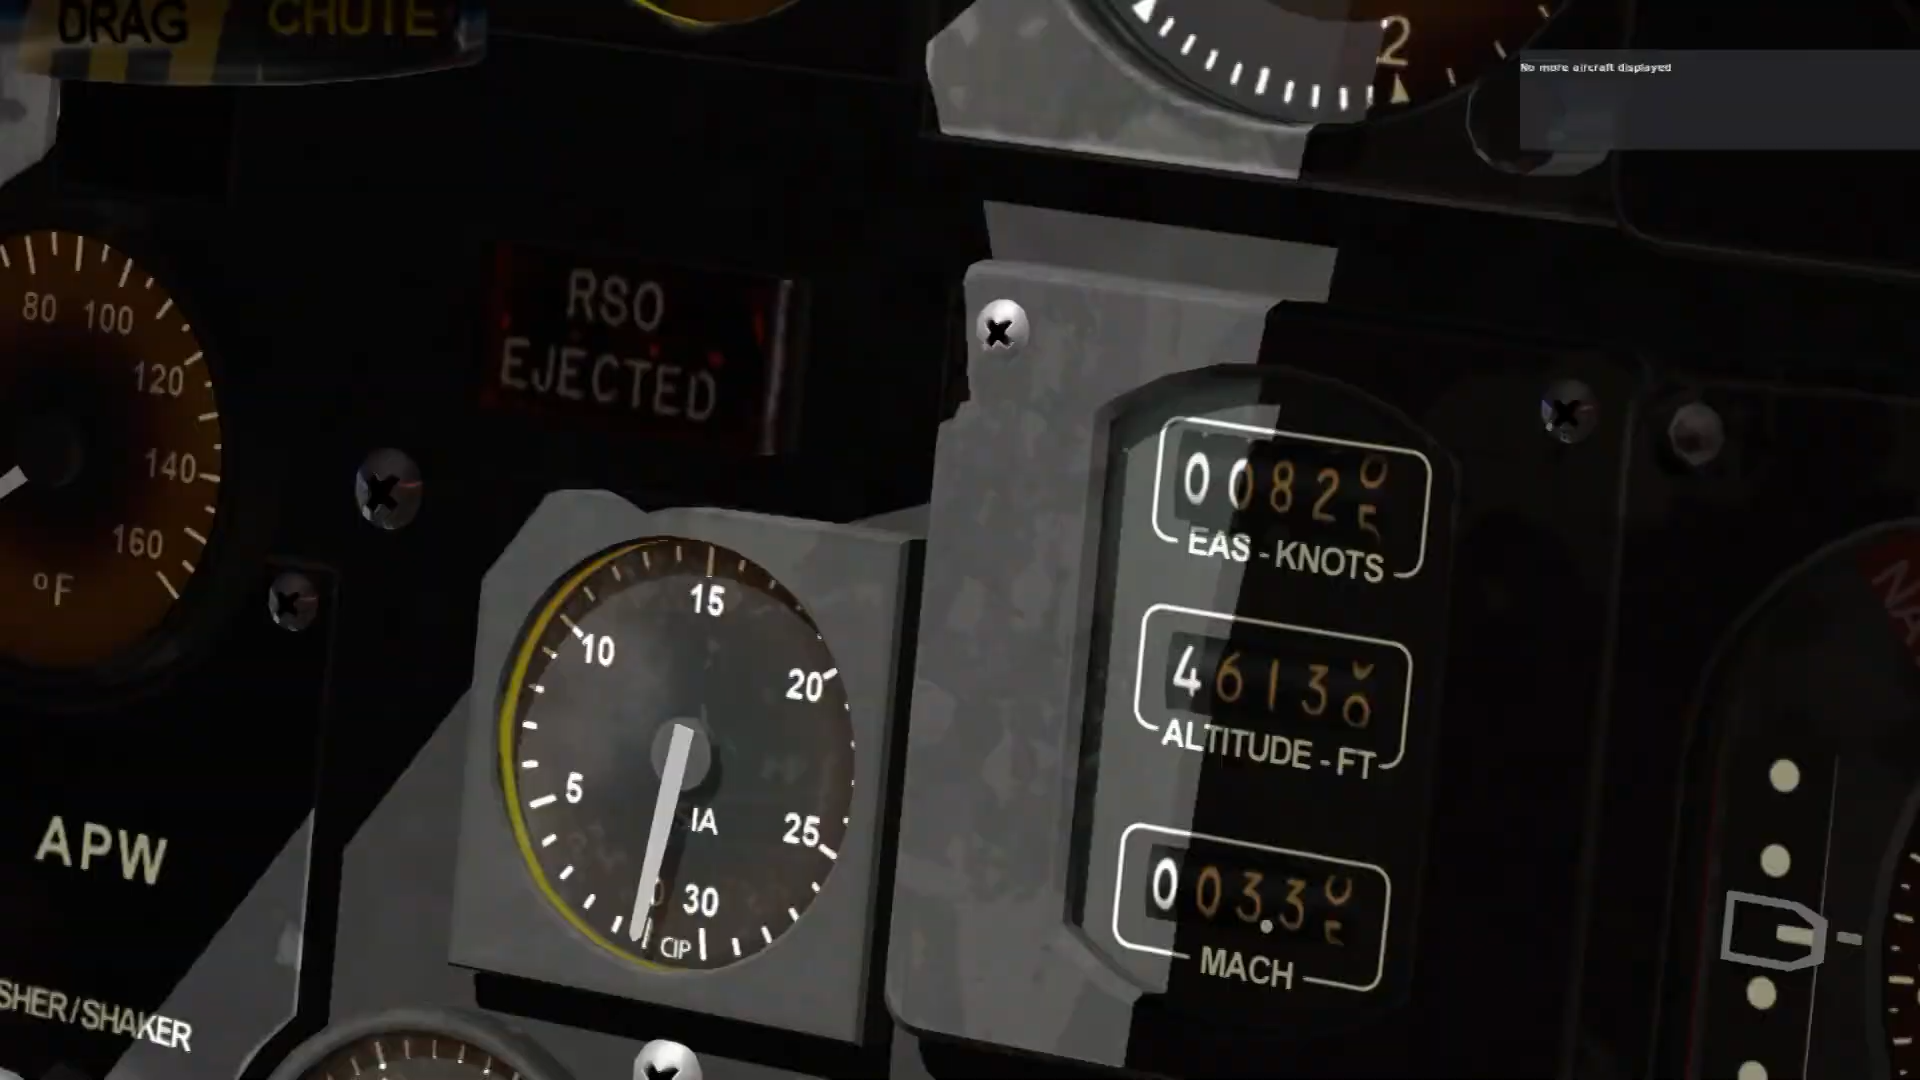 DRAG CHUTE
2
No more aircraft displayed
80 100
120
140
160
°F
RSO
EJECTED
15
10
20
5
25
30
IA
CIP
0082
EAS - KNOTS
4613
ALTITUDE - FT
003.3
MACH
APW
SHER/SHAKER